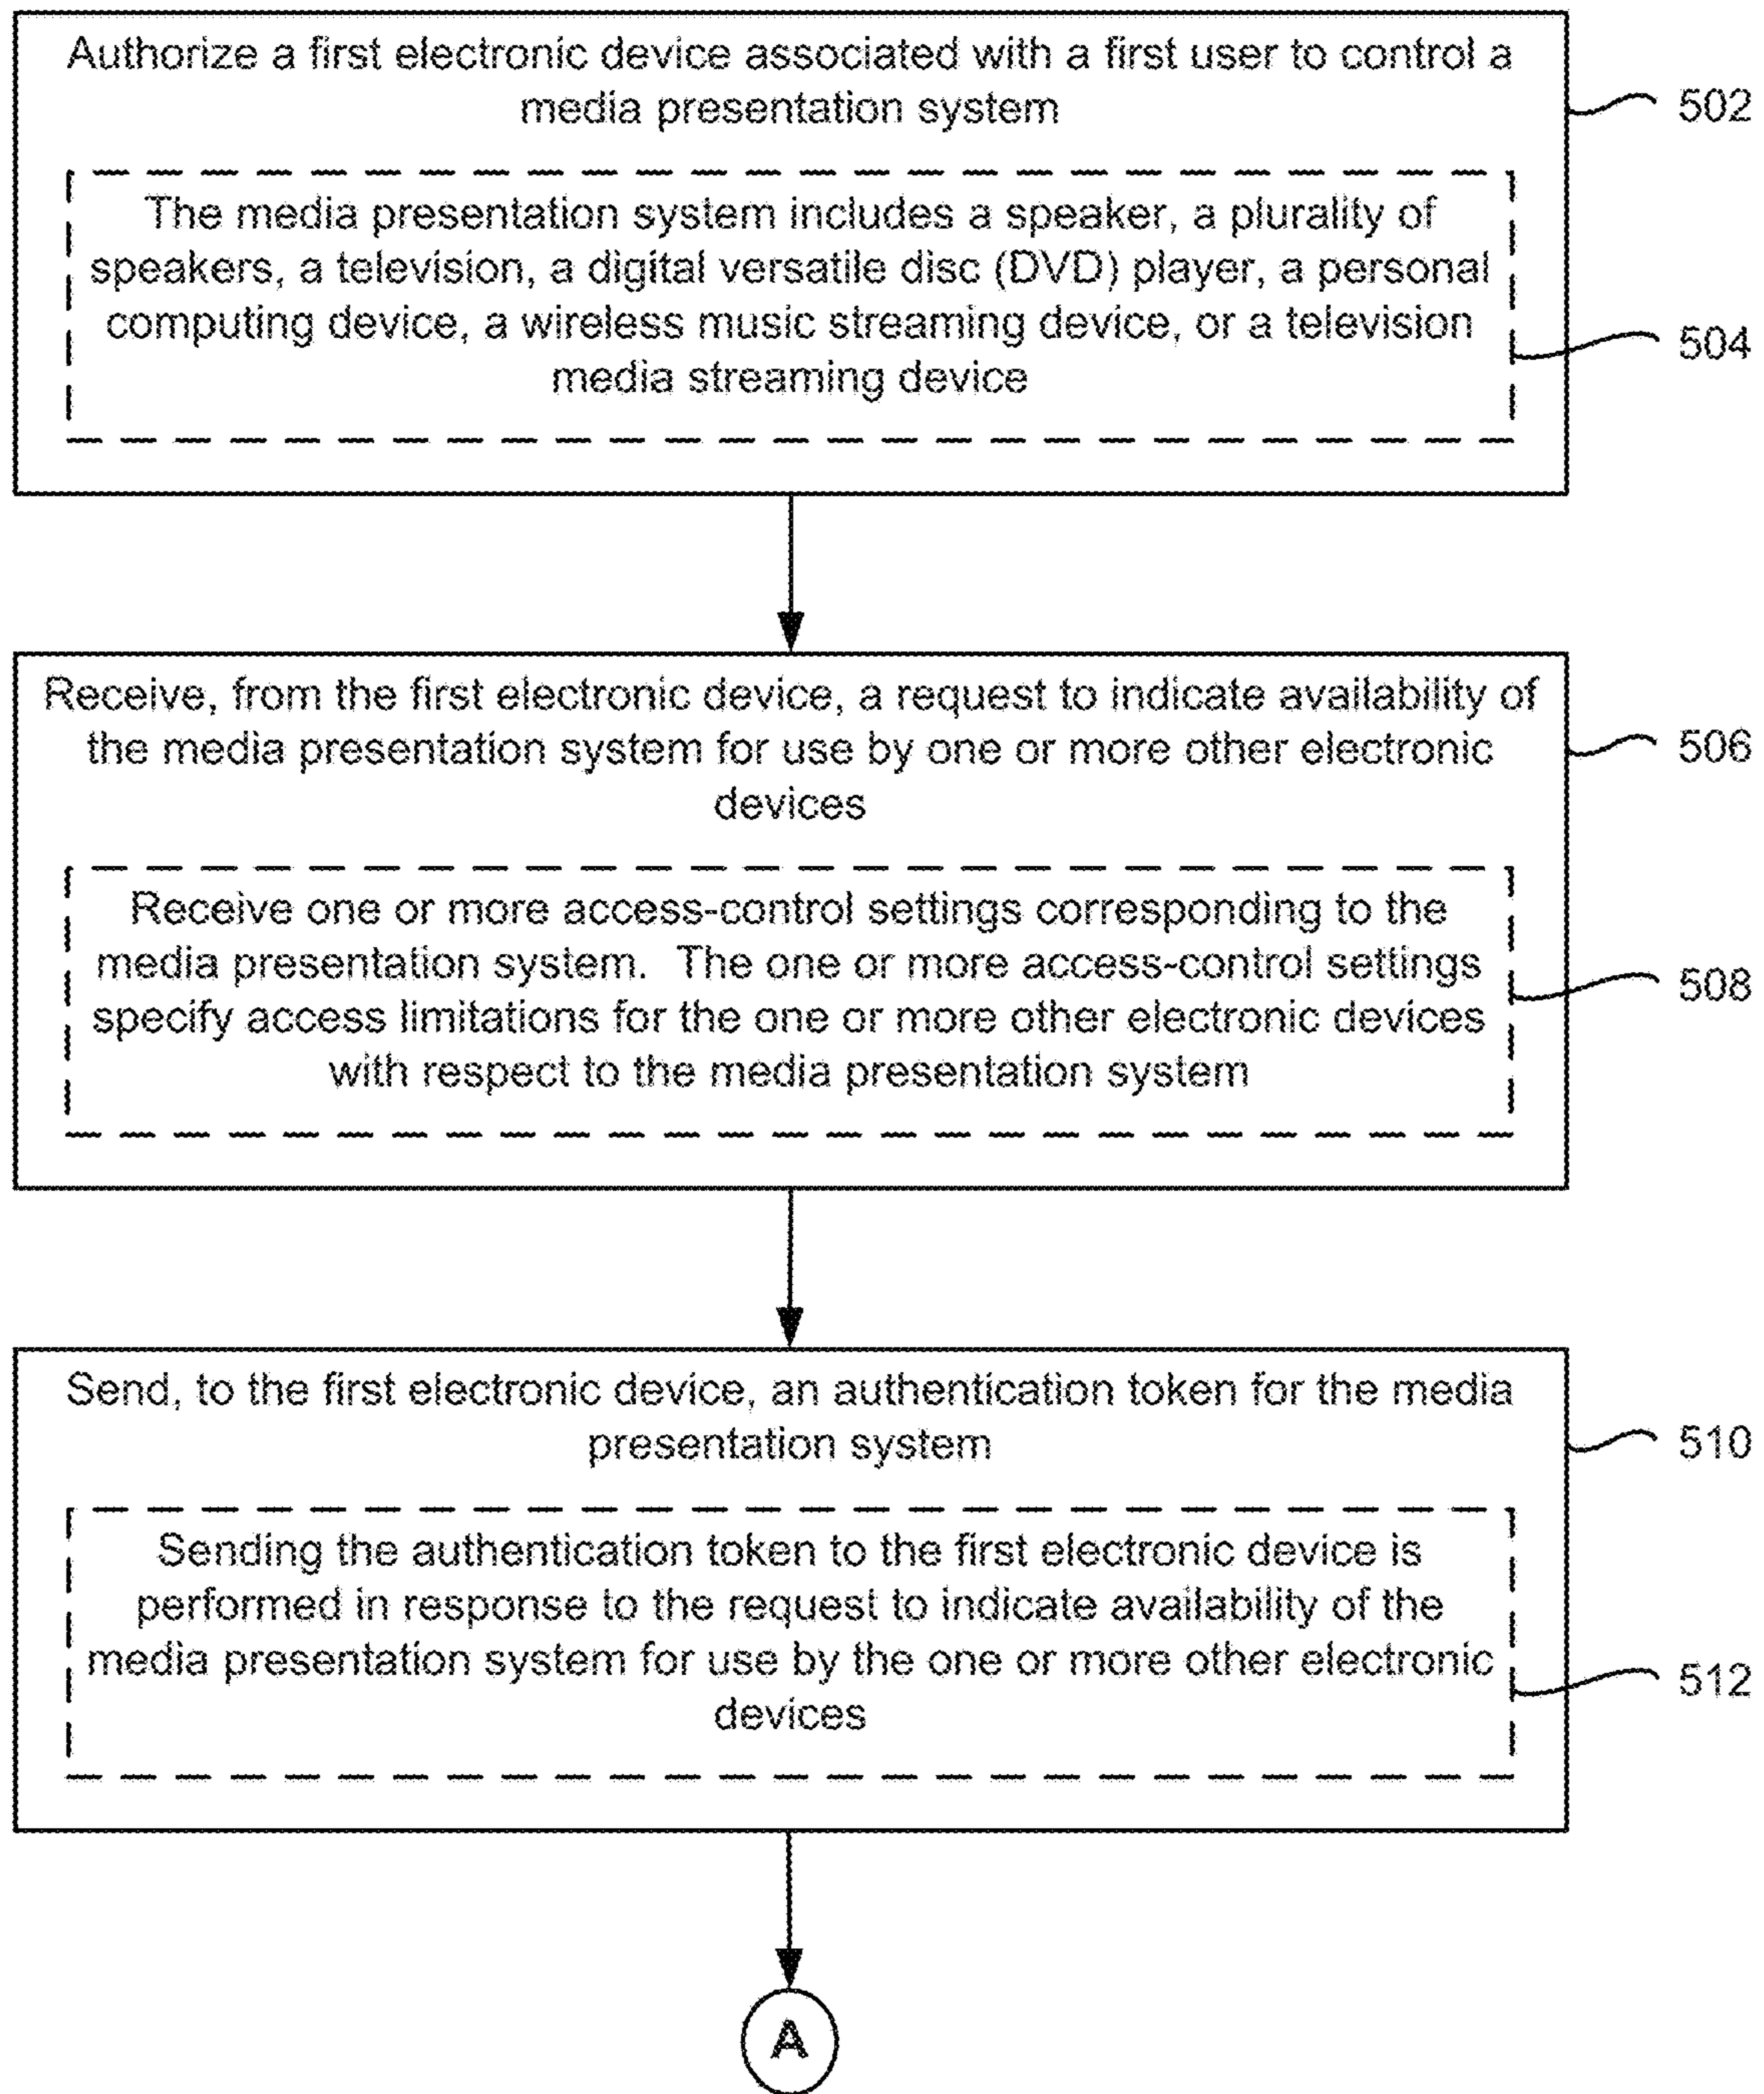 Authorize a first electronic device associated with a first user to control a
media presentation system
502
The media presentation system includes a speaker, a plurality of
speakers, a television, a digital versatile disc (DVD) player, a personal
computing device, a wireless music streaming device, or a television
media streaming device
504
Receive, from the first electronic device, a request to indicate availability of
the media presentation system for use by one or more other electronic
devices
506
Receive one or more access-control settings corresponding to the
media presentation system.  The one or more access-control settings
specify access limitations for the one or more other electronic devices
with respect to the media presentation system
508
Send, to the first electronic device, an authentication token for the media
presentation system
510
Sending the authentication token to the first electronic device is
performed in response to the request to indicate availability of the
media presentation system for use by the one or more other electronic
devices
512
A